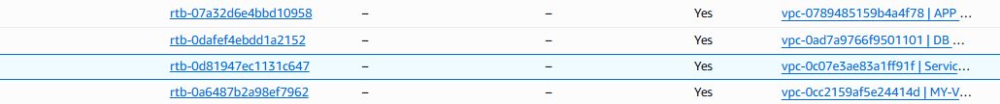 rtb-07a32d6e4bbd10958 – – Yes vpc-0789485159b4a4f78 | APP ...
rtb-0dafef4ebdd1a2152 – – Yes vpc-0ad7a9766f9501101 | DB ...
rtb-0d81947ec1131c647 – – Yes vpc-0c07e3ae83a1ff91f | Servic...
rtb-0a6487b2a98ef7962 – – Yes vpc-0cc2159af5e24414d | MY-V...